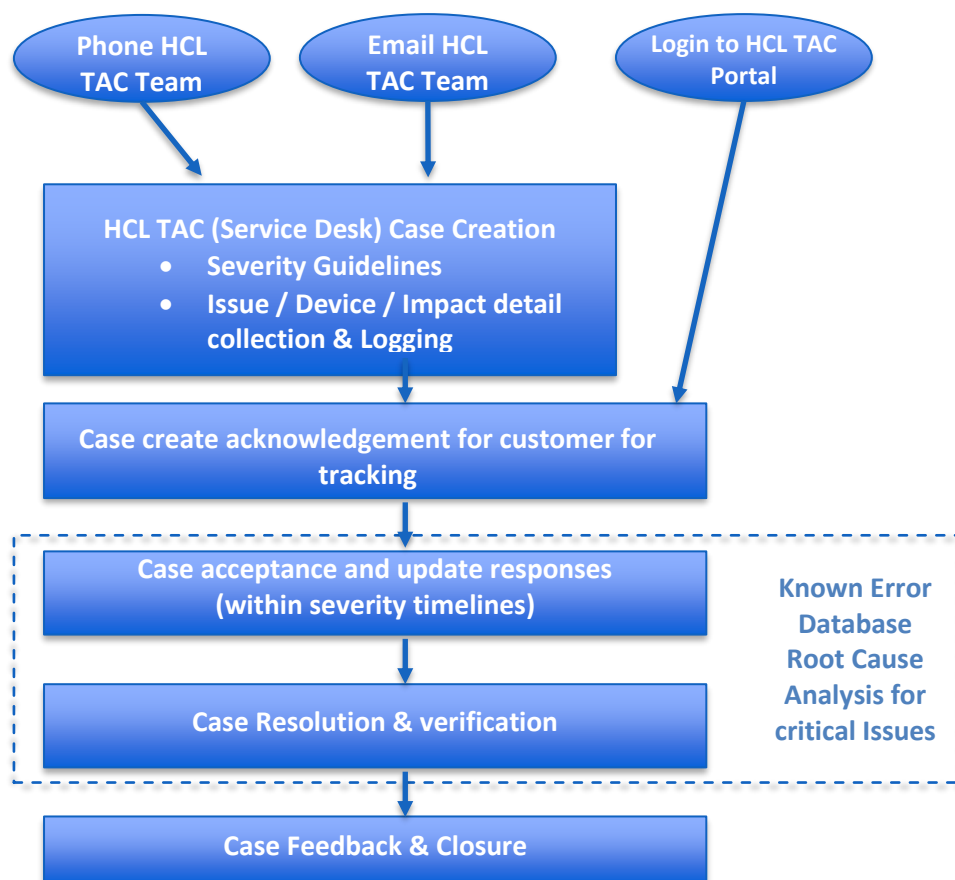 Phone HCL
TAC Team
Email HCL
TAC Team
Login to HCL TAC
Portal
HCL TAC (Service Desk) Case Creation
• Severity Guidelines
• Issue / Device / Impact detail
collection & Logging
Case create acknowledgement for customer for
tracking
Case acceptance and update responses
(within severity timelines)
Known Error
Database
Root Cause
Analysis for
critical Issues
Case Resolution & verification
Case Feedback & Closure